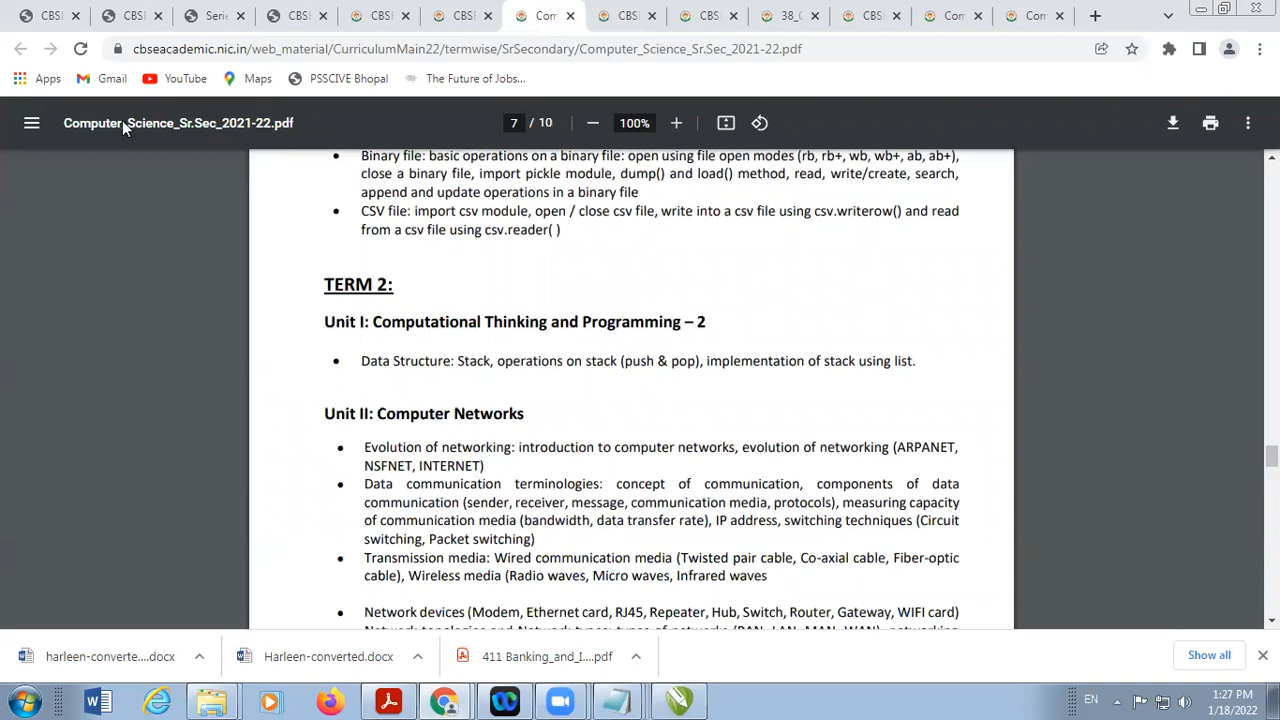 CBS CBSE Serie CBSE CBSE CBSE Com CBSE CBSE 38_( CBSE Com Com
cbseacademic.nic.in/web_material/CurriculumMain22/termwise/SrSecondary/Computer_Science_Sr.Sec_2021-22.pdf
Apps Gmail YouTube Maps PSSCIVE Bhopal The Future of Jobs...
Computer_Science_Sr.Sec_2021-22.pdf 7 / 10 100%
• Binary file: basic operations on a binary file: open using file open modes (rb, rb+, wb, wb+, ab, ab+),
close a binary file, import pickle module, dump() and load() method, read, write/create, search,
append and update operations in a binary file
• CSV file: import csv module, open / close csv file, write into a csv file using csv.writerow() and read
from a csv file using csv.reader( )
TERM 2:
Unit I: Computational Thinking and Programming – 2
• Data Structure: Stack, operations on stack (push & pop), implementation of stack using list.
Unit II: Computer Networks
• Evolution of networking: introduction to computer networks, evolution of networking (ARPANET,
NSFNET, INTERNET)
• Data communication terminologies: concept of communication, components of data
communication (sender, receiver, message, communication media, protocols), measuring capacity
of communication media (bandwidth, data transfer rate), IP address, switching techniques (Circuit
switching, Packet switching)
• Transmission media: Wired communication media (Twisted pair cable, Co-axial cable, Fiber-optic
cable), Wireless media (Radio waves, Micro waves, Infrared waves
• Network devices (Modem, Ethernet card, RJ45, Repeater, Hub, Switch, Router, Gateway, WIFI card)
harleen-converte....docx Harleen-converted.docx 411 Banking_and_I....pdf Show all
EN 1:27 PM
1/18/2022